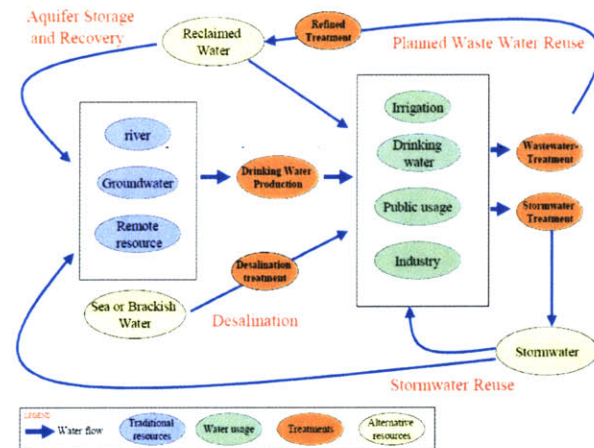 Aquifer Storage
and Recovery
Reclaimed
Water
Refined
Treatment
Planned Waste Water Reuse
river
Groundwater
Remote
resource
Drinking Water
Production
Irrigation
Drinking
water
Public usage
Industry
Wastewater-
Treatment
Stormwater
Treatment
Desalination
treatment
Sea or Brackish
Water
Desalination
Stormwater
Stormwater Reuse
LEGEND
Water flow
Traditional
resources
Water usage
Treatments
Alternative
resources